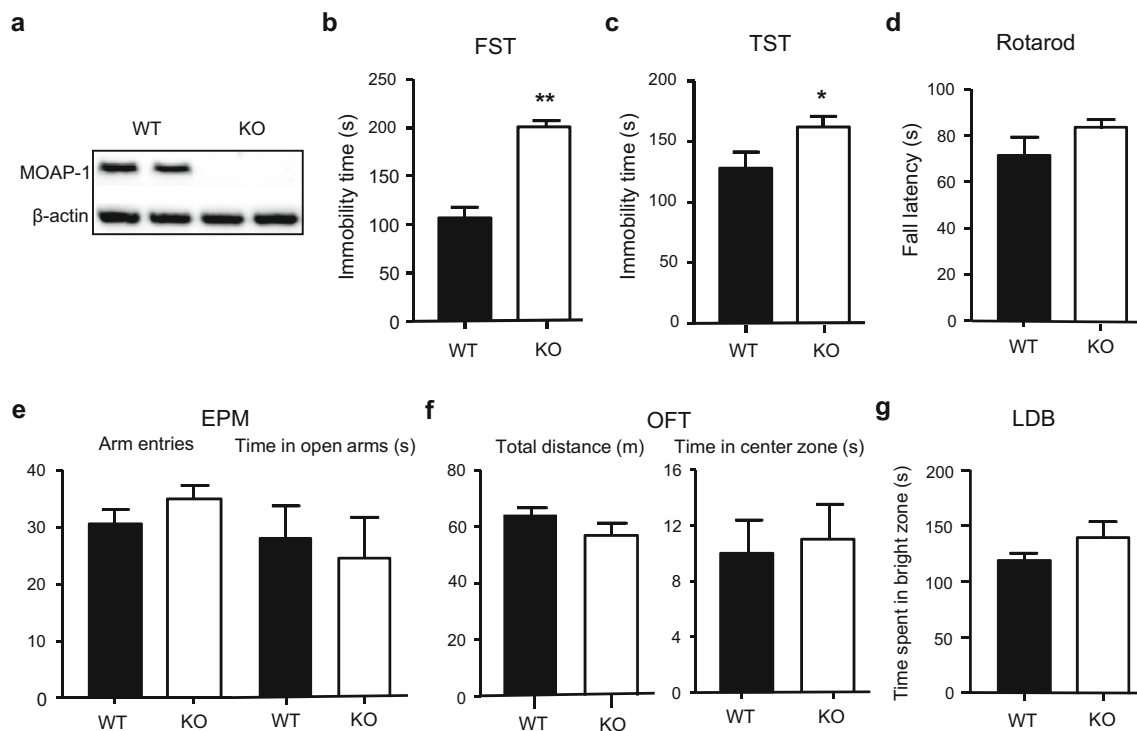 a
WT KO
MOAP-1
β-actin
b
FST
Immobility time (s)
250
200
150
100
50
0
**
WT KO
c
TST
Immobility time (s)
200
150
100
50
0
*
WT KO
d
Rotarod
Fall latency (s)
100
80
60
40
20
0
WT KO
e
EPM
Arm entries Time in open arms (s)
40
30
20
10
0
WT KO WT KO
f
OFT
Total distance (m)
80
60
40
20
0
WT KO
Time in center zone (s)
16
12
8
4
0
WT KO
g
LDB
Time spent in bright zone (s)
200
150
100
50
0
WT KO